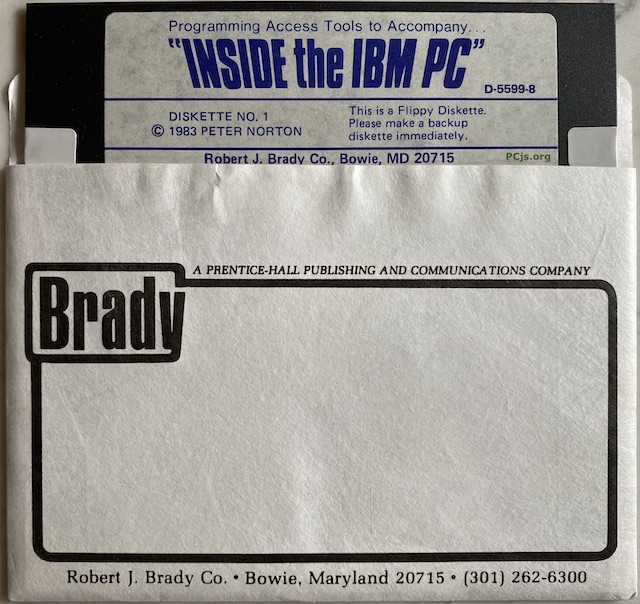 Programming Access Tools to Accompany...
"INSIDE the IBM PC"
D-5599-8
DISKETTE NO. 1
© 1983 PETER NORTON
This is a Flippy Diskette.
Please make a backup
diskette immediately.
Robert J. Brady Co., Bowie, MD 20715
PCjs.org
A PRENTICE-HALL PUBLISHING AND COMMUNICATIONS COMPANY
Brady
Robert J. Brady Co. • Bowie, Maryland 20715 • (301) 262-6300